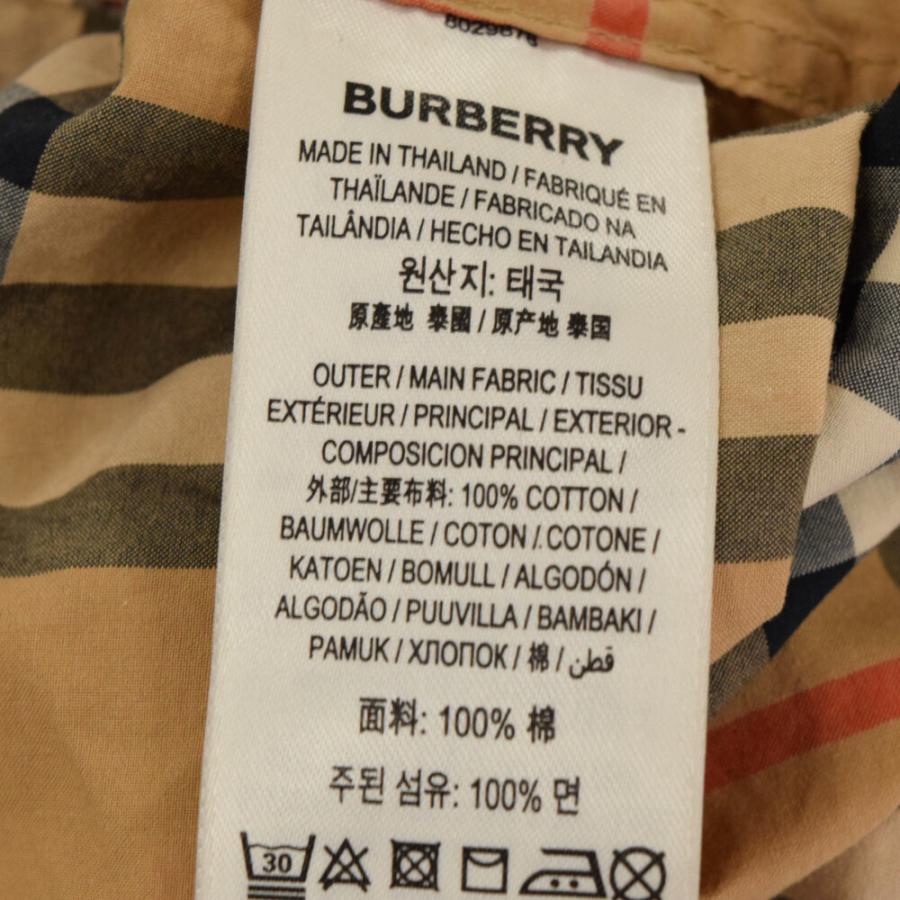 8029876
BURBERRY
MADE IN THAILAND / FABRIQUÉ EN
THAÏLANDE / FABRICADO NA
TAILÂNDIA / HECHO EN TAILANDIA
원산지: 태국
原產地 泰國 / 原产地 泰国
OUTER / MAIN FABRIC / TISSU
EXTÉRIEUR / PRINCIPAL / EXTERIOR -
COMPOSICION PRINCIPAL /
外部/主要布料: 100% COTTON /
BAUMWOLLE / COTON / COTONE /
KATOEN / BOMULL / ALGODÓN /
ALGODÃO / PUUVILLA / BAMBAKI /
PAMUK / ХЛОПОК / 棉 / قطن
面料: 100% 棉
주된 섬유: 100% 면
30